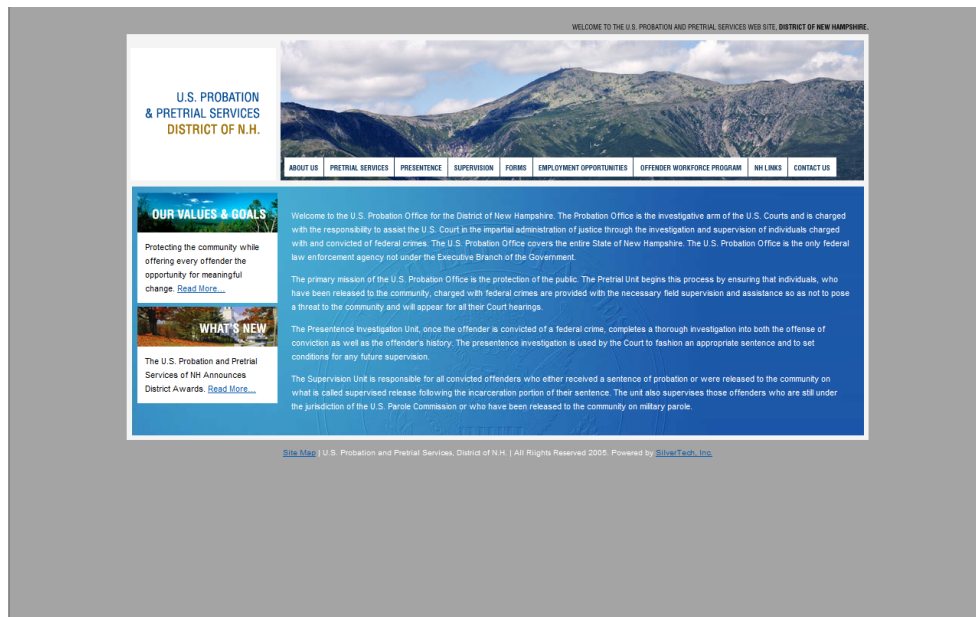 WELCOME TO THE U.S. PROBATION AND PRETRIAL SERVICES WEB SITE, DISTRICT OF NEW HAMPSHIRE.
U.S. PROBATION
& PRETRIAL SERVICES
DISTRICT OF N.H.
ABOUT US PRETRIAL SERVICES PRESENTENCE SUPERVISION FORMS EMPLOYMENT OPPORTUNITIES OFFENDER WORKFORCE PROGRAM NH LINKS CONTACT US
OUR VALUES & GOALS
Protecting the community while
offering every offender the
opportunity for meaningful
change. Read More...
WHAT'S NEW
The U.S. Probation and Pretrial
Services of NH Announces
District Awards. Read More...
Welcome to the U.S. Probation Office for the District of New Hampshire. The Probation Office is the investigative arm of the U.S. Courts and is charged
with the responsibility to assist the U.S. Court in the impartial administration of justice through the investigation and supervision of individuals charged
with and convicted of federal crimes. The U.S. Probation Office covers the entire State of New Hampshire. The U.S. Probation Office is the only federal
law enforcement agency not under the Executive Branch of the Government.
The primary mission of the U.S. Probation Office is the protection of the public. The Pretrial Unit begins this process by ensuring that individuals, who
have been released to the community, charged with federal crimes are provided with the necessary field supervision and assistance so as not to pose
a threat to the community and will appear for all their Court hearings.
The Presentence Investigation Unit, once the offender is convicted of a federal crime, completes a thorough investigation into both the offense of
conviction as well as the offender's history. The presentence investigation is used by the Court to fashion an appropriate sentence and to set
conditions for any future supervision.
The Supervision Unit is responsible for all convicted offenders who either received a sentence of probation or were released to the community on
what is called supervised release following the incarceration portion of their sentence. The unit also supervises those offenders who are still under
the jurisdiction of the U.S. Parole Commission or who have been released to the community on military parole.
Site Map | U.S. Probation and Pretrial Services, District of N.H. | All Riights Reserved 2005. Powered by SilverTech, Inc.